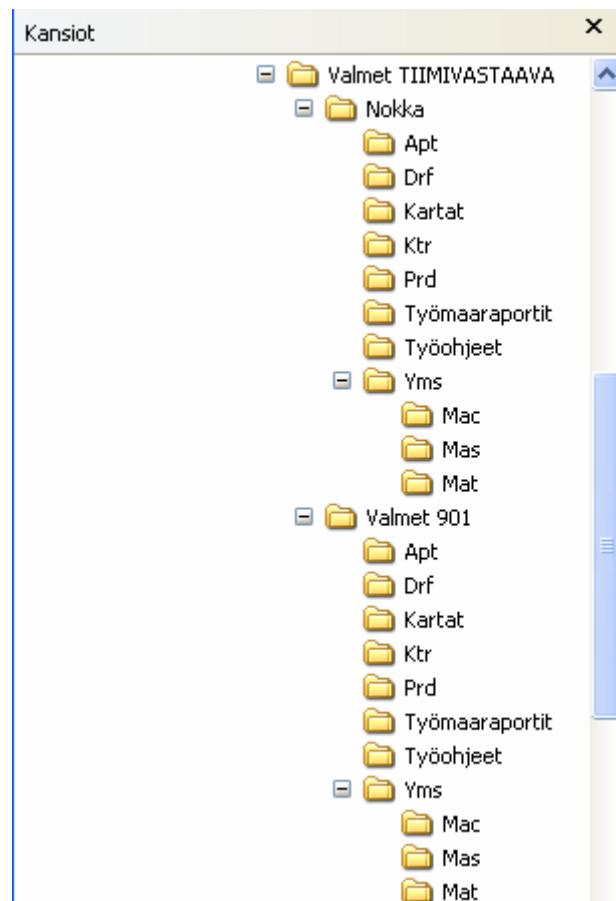 Kansiot
Valmet TIIMIVASTAAVA
Nokka
Apt
Drf
Kartat
Ktr
Prd
Työmaaraportit
Työohjeet
Yms
Mac
Mas
Mat
Valmet 901
Apt
Drf
Kartat
Ktr
Prd
Työmaaraportit
Työohjeet
Yms
Mac
Mas
Mat